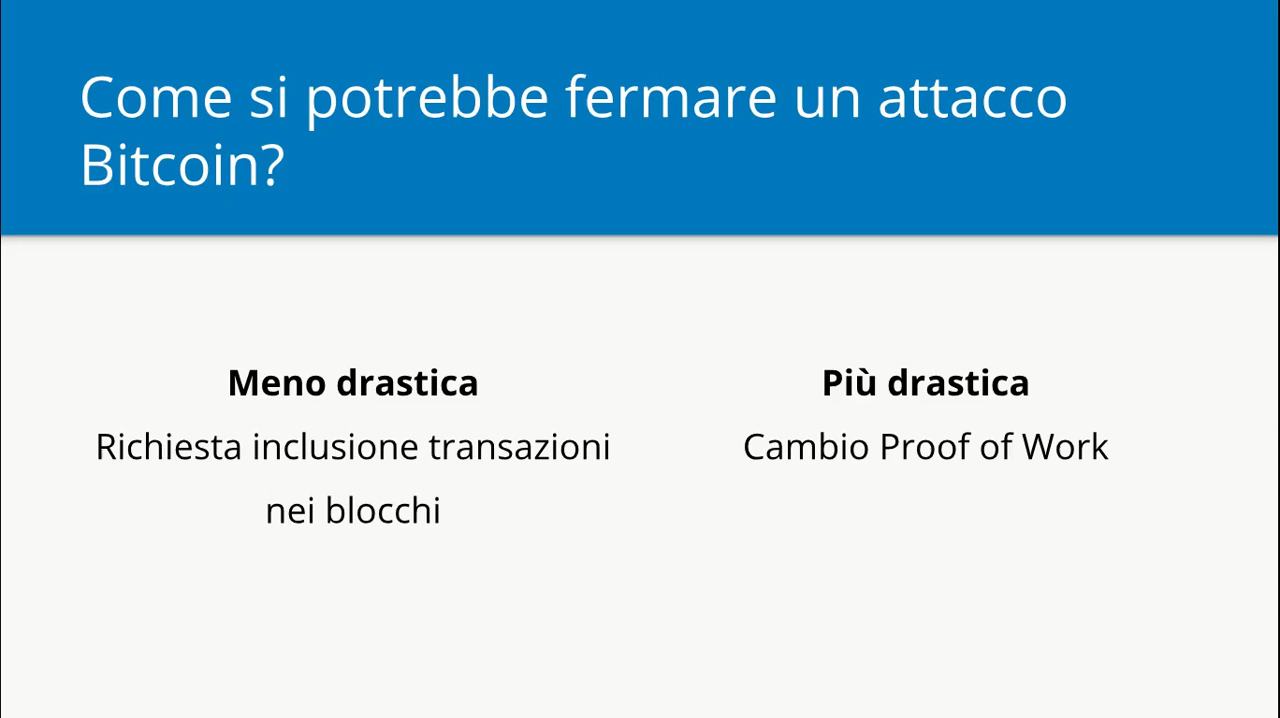 Come si potrebbe fermare un attacco
Bitcoin?
Meno drastica
Richiesta inclusione transazioni
nei blocchi
Più drastica
Cambio Proof of Work